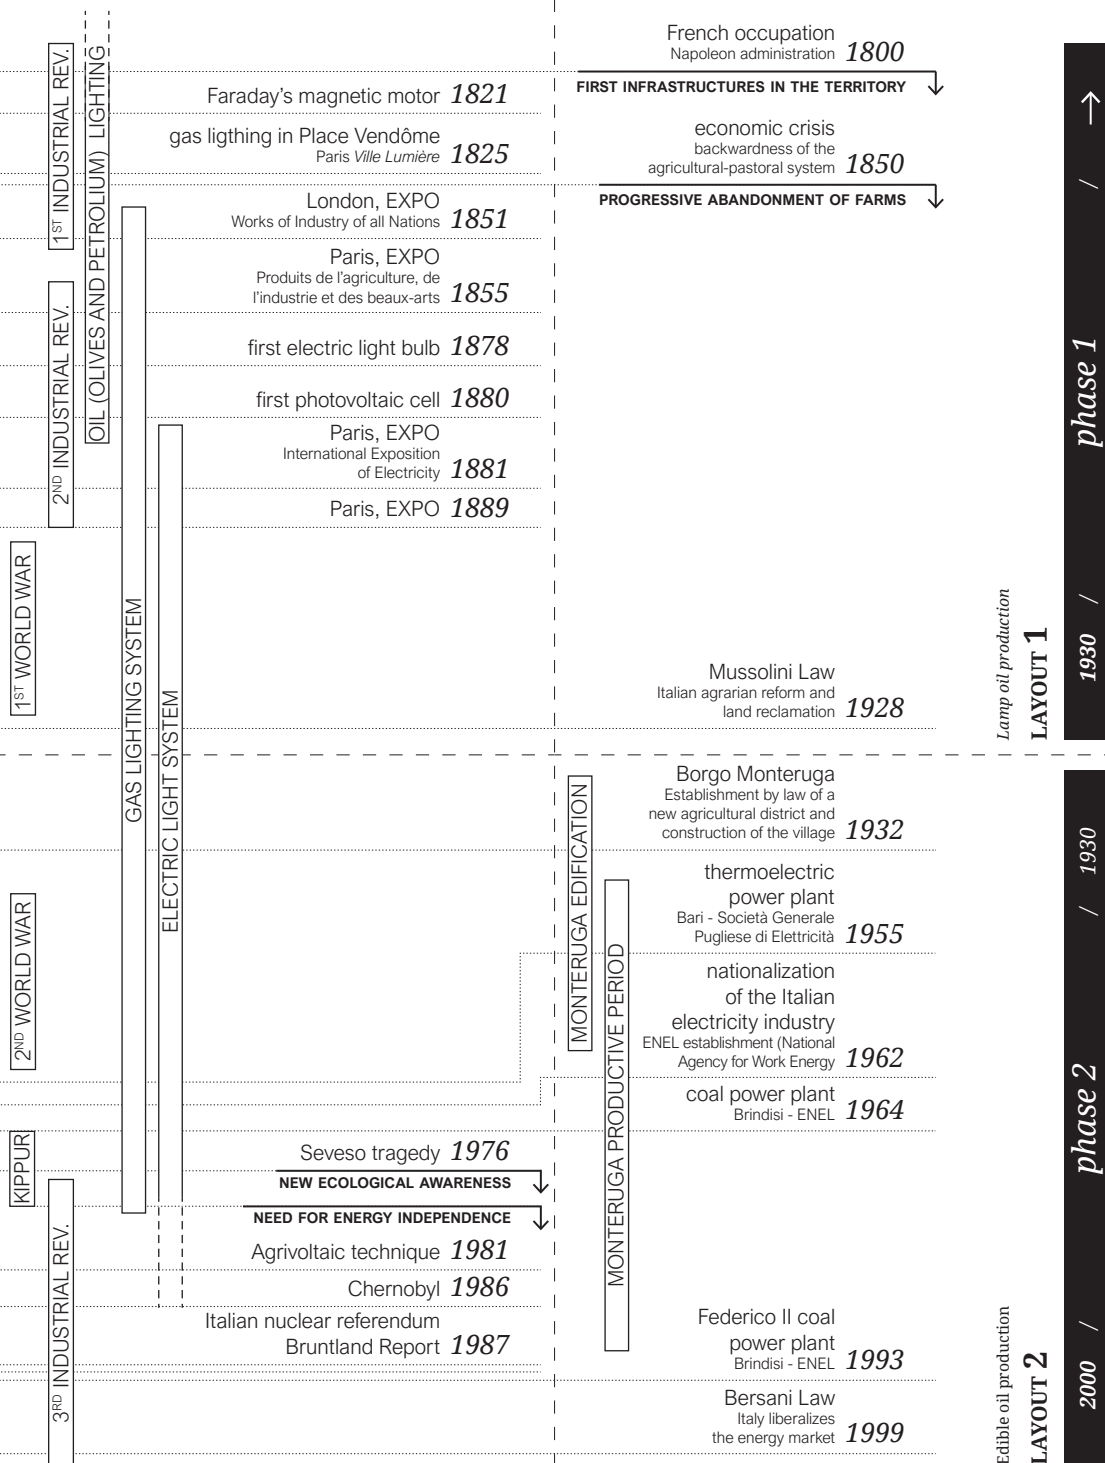 1ST INDUSTRIAL REV.
OIL (OLIVES AND PETROLIUM) LIGHTING
2ND INDUSTRIAL REV.
1ST WORLD WAR
GAS LIGHTING SYSTEM
ELECTRIC LIGHT SYSTEM
2ND WORLD WAR
KIPPUR
3RD INDUSTRIAL REV.
Faraday's magnetic motor 1821
gas ligthing in Place Vendôme
Paris Ville Lumière 1825
London, EXPO
Works of Industry of all Nations 1851
Paris, EXPO
Produits de l'agriculture, de
l'industrie et des beaux-arts 1855
first electric light bulb 1878
first photovoltaic cell 1880
Paris, EXPO
International Exposition
of Electricity 1881
Paris, EXPO 1889
Seveso tragedy 1976
NEW ECOLOGICAL AWARENESS
NEED FOR ENERGY INDEPENDENCE
Agrivoltaic technique 1981
Chernobyl 1986
Italian nuclear referendum
Bruntland Report 1987
French occupation
Napoleon administration 1800
FIRST INFRASTRUCTURES IN THE TERRITORY
economic crisis
backwardness of the
agricultural-pastoral system 1850
PROGRESSIVE ABANDONMENT OF FARMS
Mussolini Law
Italian agrarian reform and
land reclamation 1928
MONTERUGA EDIFICATION
MONTERUGA PRODUCTIVE PERIOD
Borgo Monteruga
Establishment by law of a
new agricultural district and
construction of the village 1932
thermoelectric
power plant
Bari - Società Generale
Pugliese di Elettricità 1955
nationalization
of the Italian
electricity industry
ENEL establishment (National
Agency for Work Energy 1962
coal power plant
Brindisi - ENEL 1964
Federico II coal
power plant
Brindisi - ENEL 1993
Bersani Law
Italy liberalizes
the energy market 1999
Lamp oil production
LAYOUT 1
1930 / phase 1 / →
Edible oil production
LAYOUT 2
2000 / phase 2 / 1930